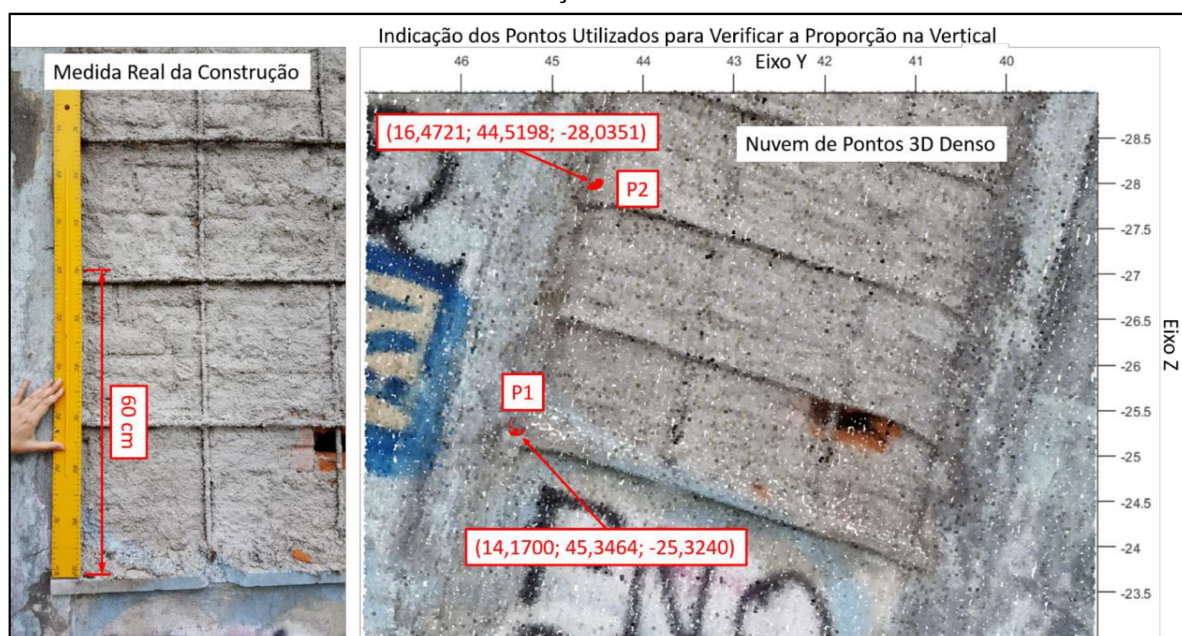 Indicação dos Pontos Utilizados para Verificar a Proporção na Vertical
Medida Real da Construção
46 45 44 43 42 41 40
Eixo Y
(16,4721; 44,5198; -28,0351)
Nuvem de Pontos 3D Denso
P2
-28.5
-28
-27.5
-27
-26.5
-26
-25.5
-25
-24.5
-24
-23.5
Eixo Z
P1
60 cm
(14,1700; 45,3464; -25,3240)